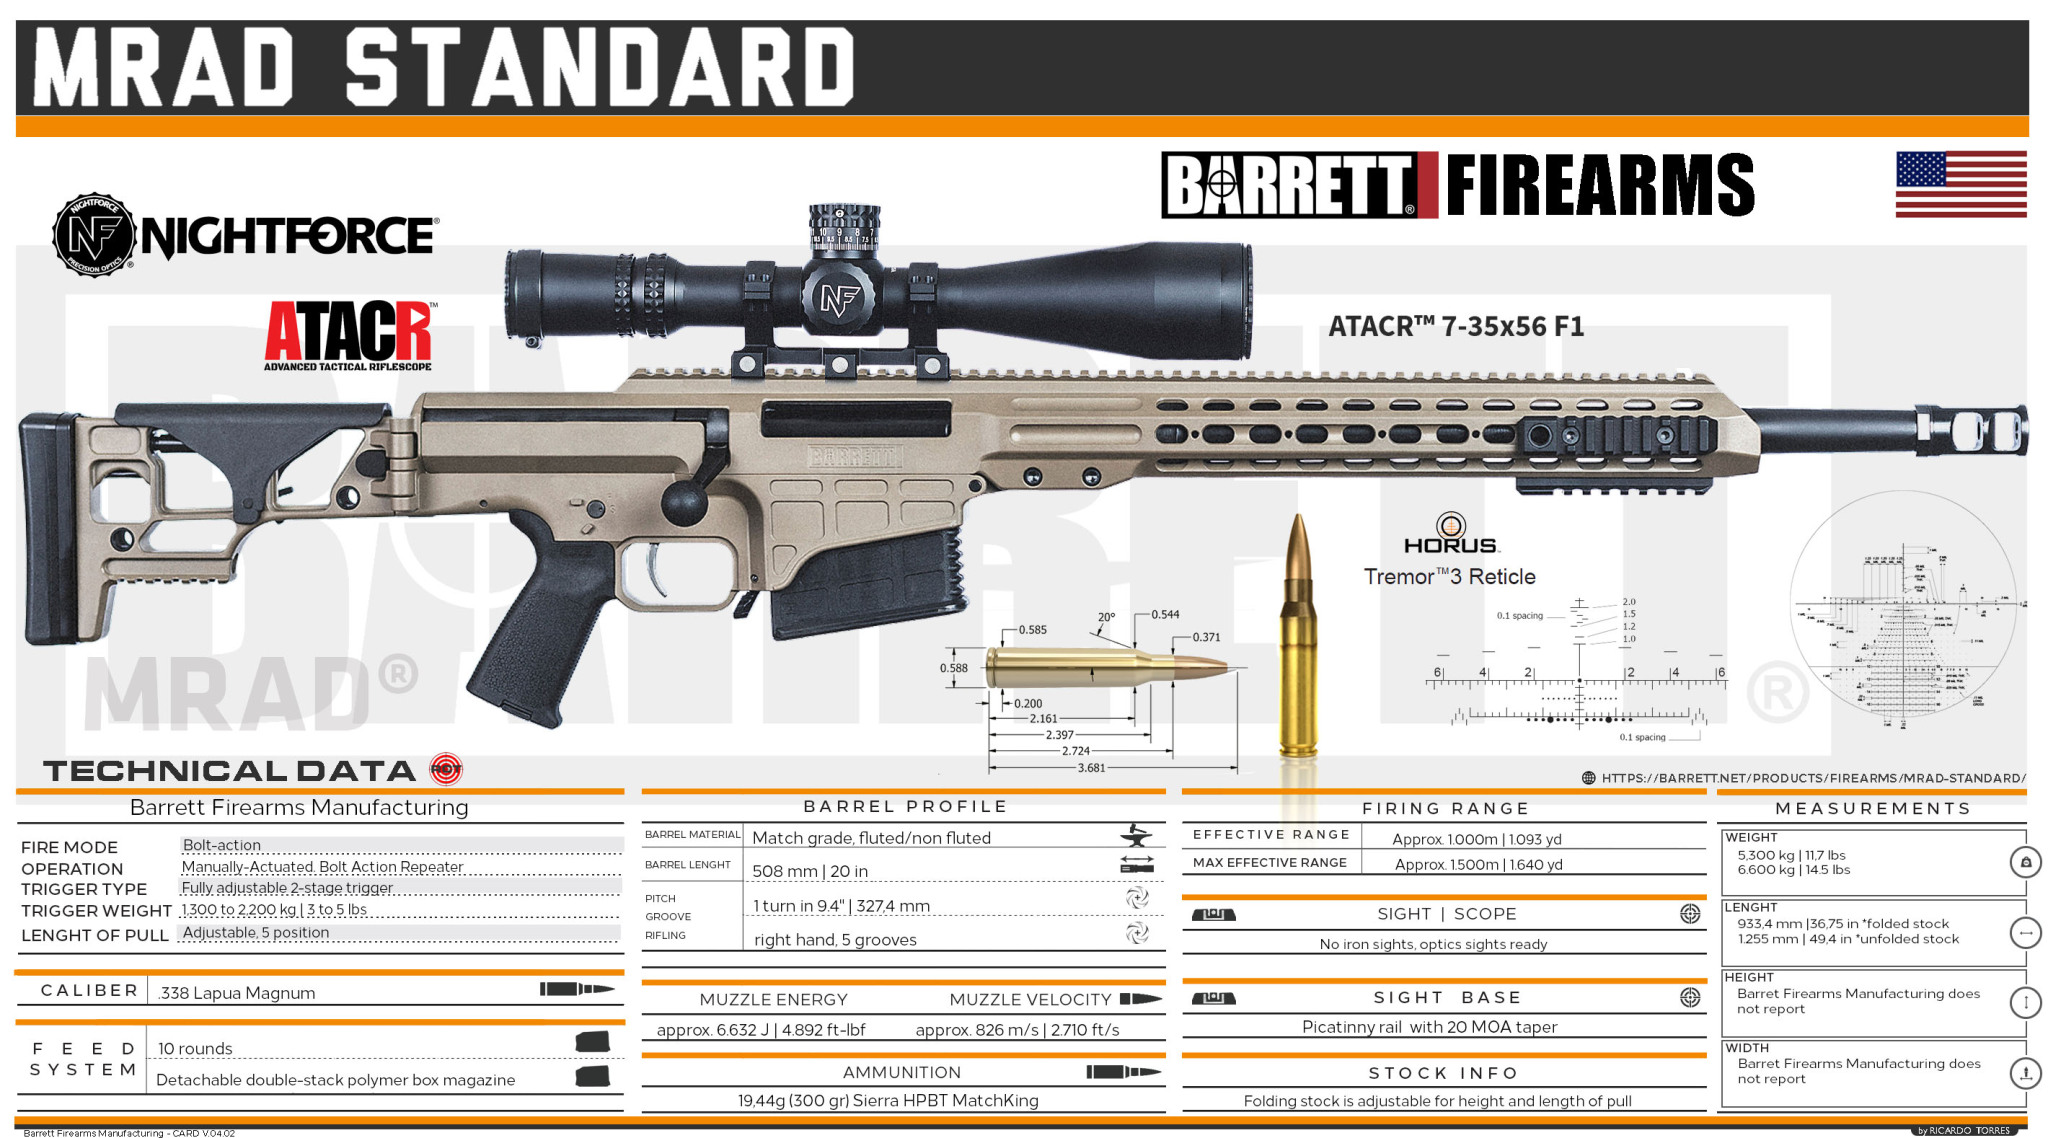 MRAD STANDARD
BARRETT® FIREARMS
NIGHTFORCE®
NIGHTFORCE
NF
PRECISION OPTICS
ATACR™
ADVANCED TACTICAL RIFLESCOPE
11 10 9 8 7
NF
ATACR™ 7-35x56 F1
BARRETT
HORUS
Tremor™3 Reticle
MRAD®
®
0.585
20°
0.544
0.371
0.588
0.200
2.161
2.397
2.724
3.681
0.1 spacing
2.0
1.5
1.2
1.0
6 4 2 2 4 6
0.1 spacing
TECHNICAL DATA
HTTPS://BARRETT.NET/PRODUCTS/FIREARMS/MRAD-STANDARD/
Barrett Firearms Manufacturing
FIRE MODE Bolt-action
OPERATION Manually-Actuated. Bolt Action Repeater
TRIGGER TYPE Fully adjustable 2-stage trigger
TRIGGER WEIGHT 1,300 to 2,200 kg | 3 to 5 lbs
LENGHT OF PULL Adjustable, 5 position
CALIBER .338 Lapua Magnum
FEED SYSTEM
10 rounds
Detachable double-stack polymer box magazine
BARREL PROFILE
BARREL MATERIAL Match grade, fluted/non fluted
BARREL LENGHT 508 mm | 20 in
PITCH 1 turn in 9.4" | 327,4 mm
GROOVE
RIFLING right hand, 5 grooves
MUZZLE ENERGY MUZZLE VELOCITY
approx. 6.632 J | 4.892 ft-lbf approx. 826 m/s | 2.710 ft/s
AMMUNITION
19,44g (300 gr) Sierra HPBT MatchKing
FIRING RANGE
EFFECTIVE RANGE Approx. 1.000m | 1.093 yd
MAX EFFECTIVE RANGE Approx. 1.500m | 1.640 yd
SIGHT | SCOPE
No iron sights, optics sights ready
SIGHT BASE
Picatinny rail with 20 MOA taper
STOCK INFO
Folding stock is adjustable for height and length of pull
MEASUREMENTS
WEIGHT
5,300 kg | 11,7 lbs
6.600 kg | 14.5 lbs
LENGHT
933,4 mm |36,75 in *folded stock
1.255 mm | 49,4 in *unfolded stock
HEIGHT
Barret Firearms Manufacturing does
not report
WIDTH
Barret Firearms Manufacturing does
not report
Barrett Firearms Manufacturing - CARD V.04.02
by RICARDO TORRES